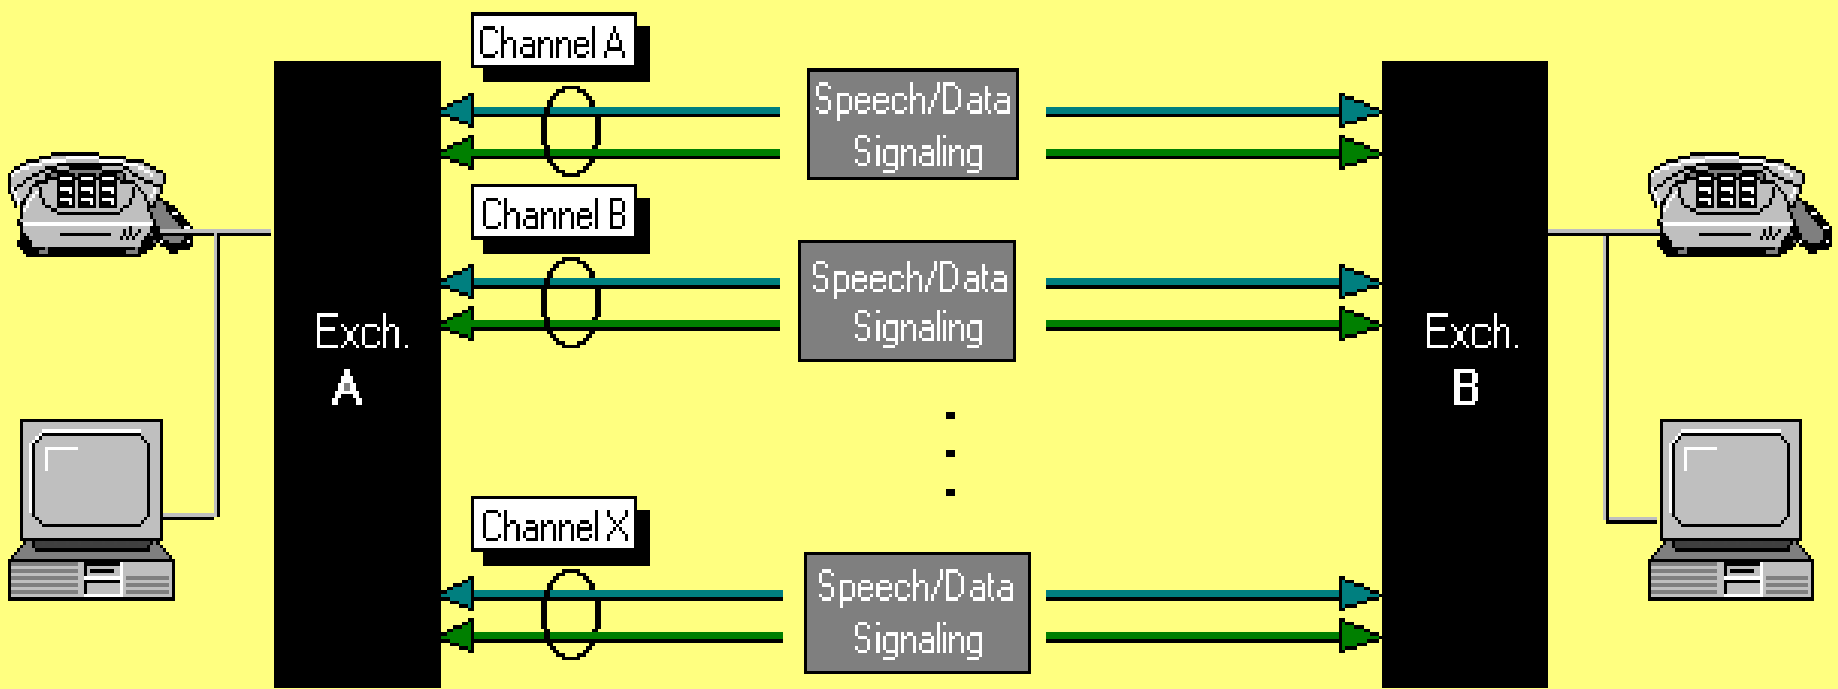 Channel A
Speech/Data
Signaling
Channel B
Speech/Data
Signaling
Exch.
A
Exch.
B
Channel X
Speech/Data
Signaling